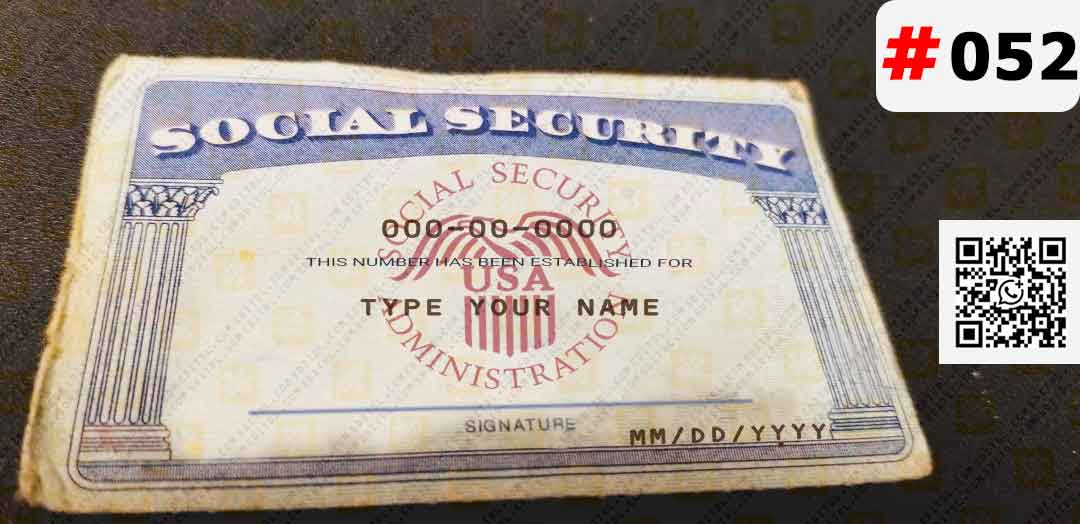 #052
SOCIAL SECURITY
SOCIAL SECURITY
000-00-0000
THIS NUMBER HAS BEEN ESTABLISHED FOR
USA
TYPE YOUR NAME
ADMINISTRATION
SIGNATURE
MM/DD/YYYY